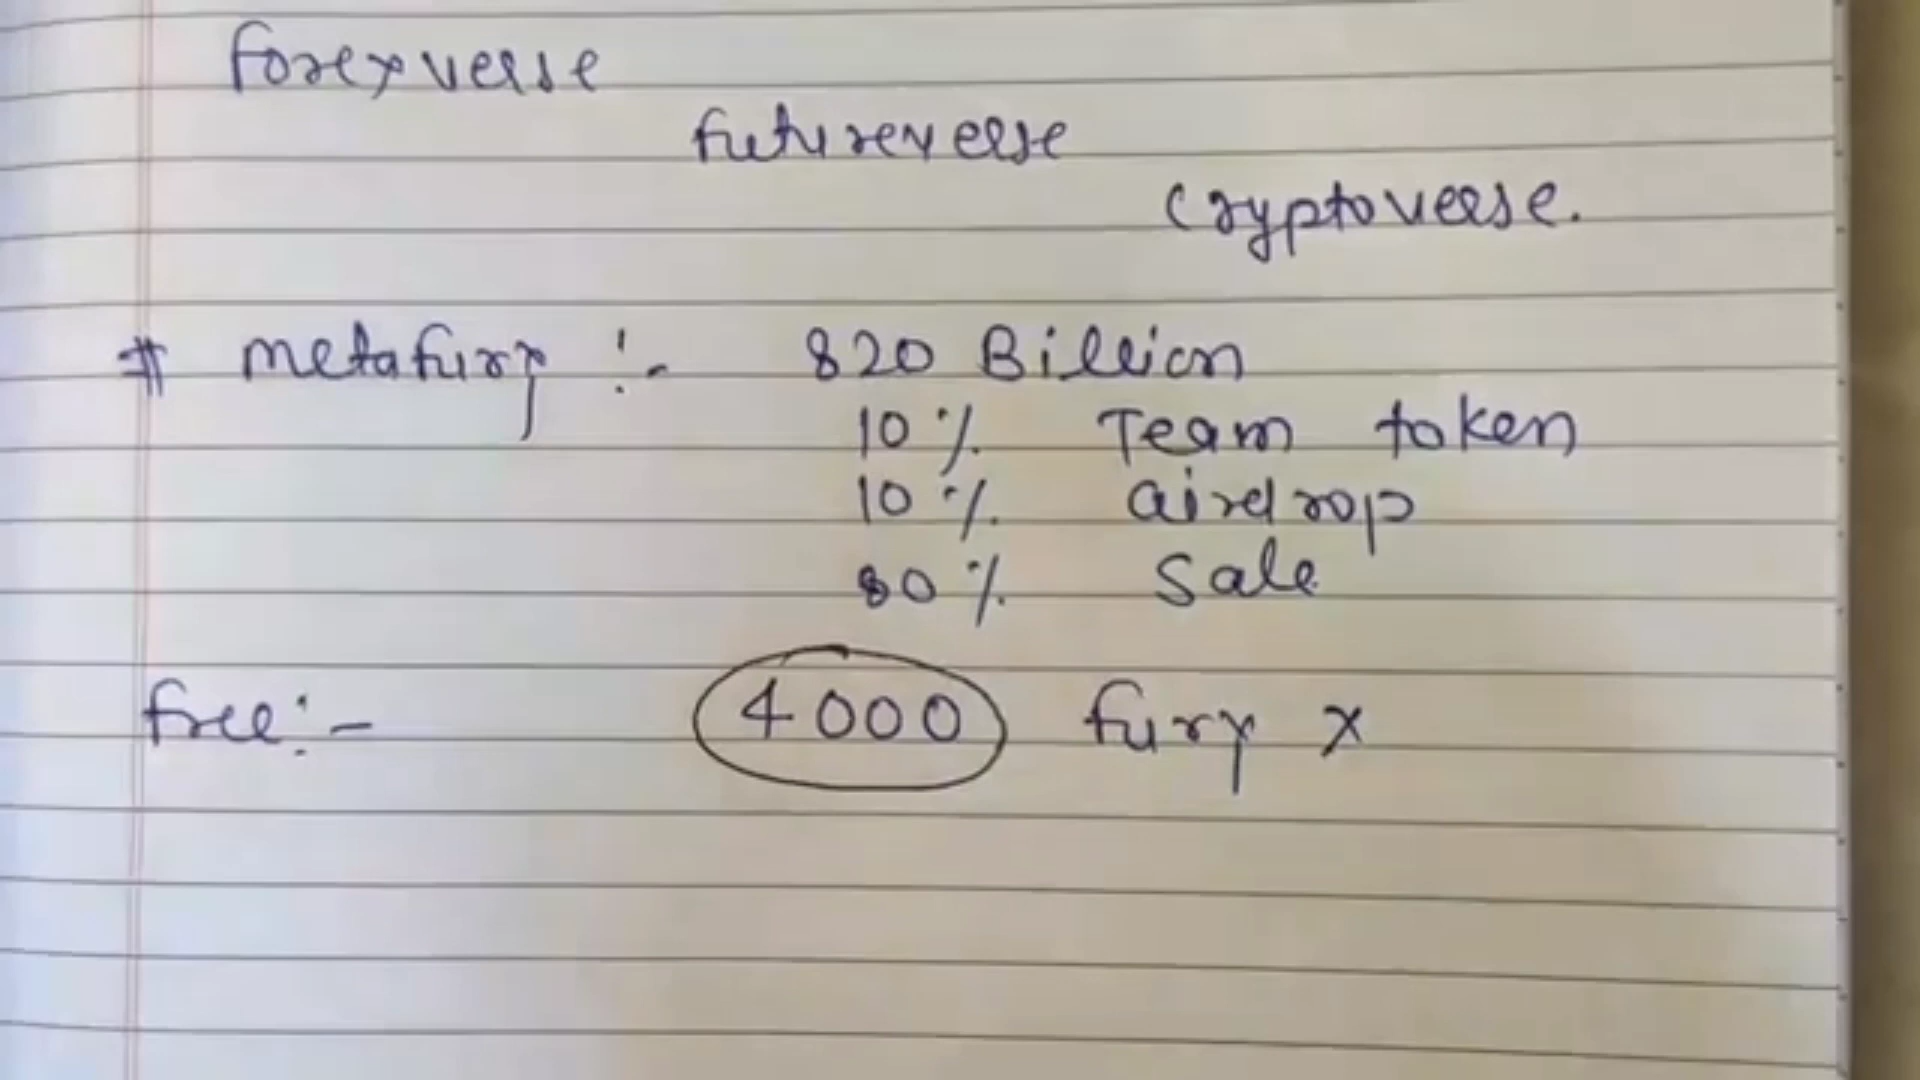 forexverse
futureverse
Cryptoverse.
# metafury :- 820 Billion
10% Team token
10% airdrop
80% Sale
free:- 4000 fury x